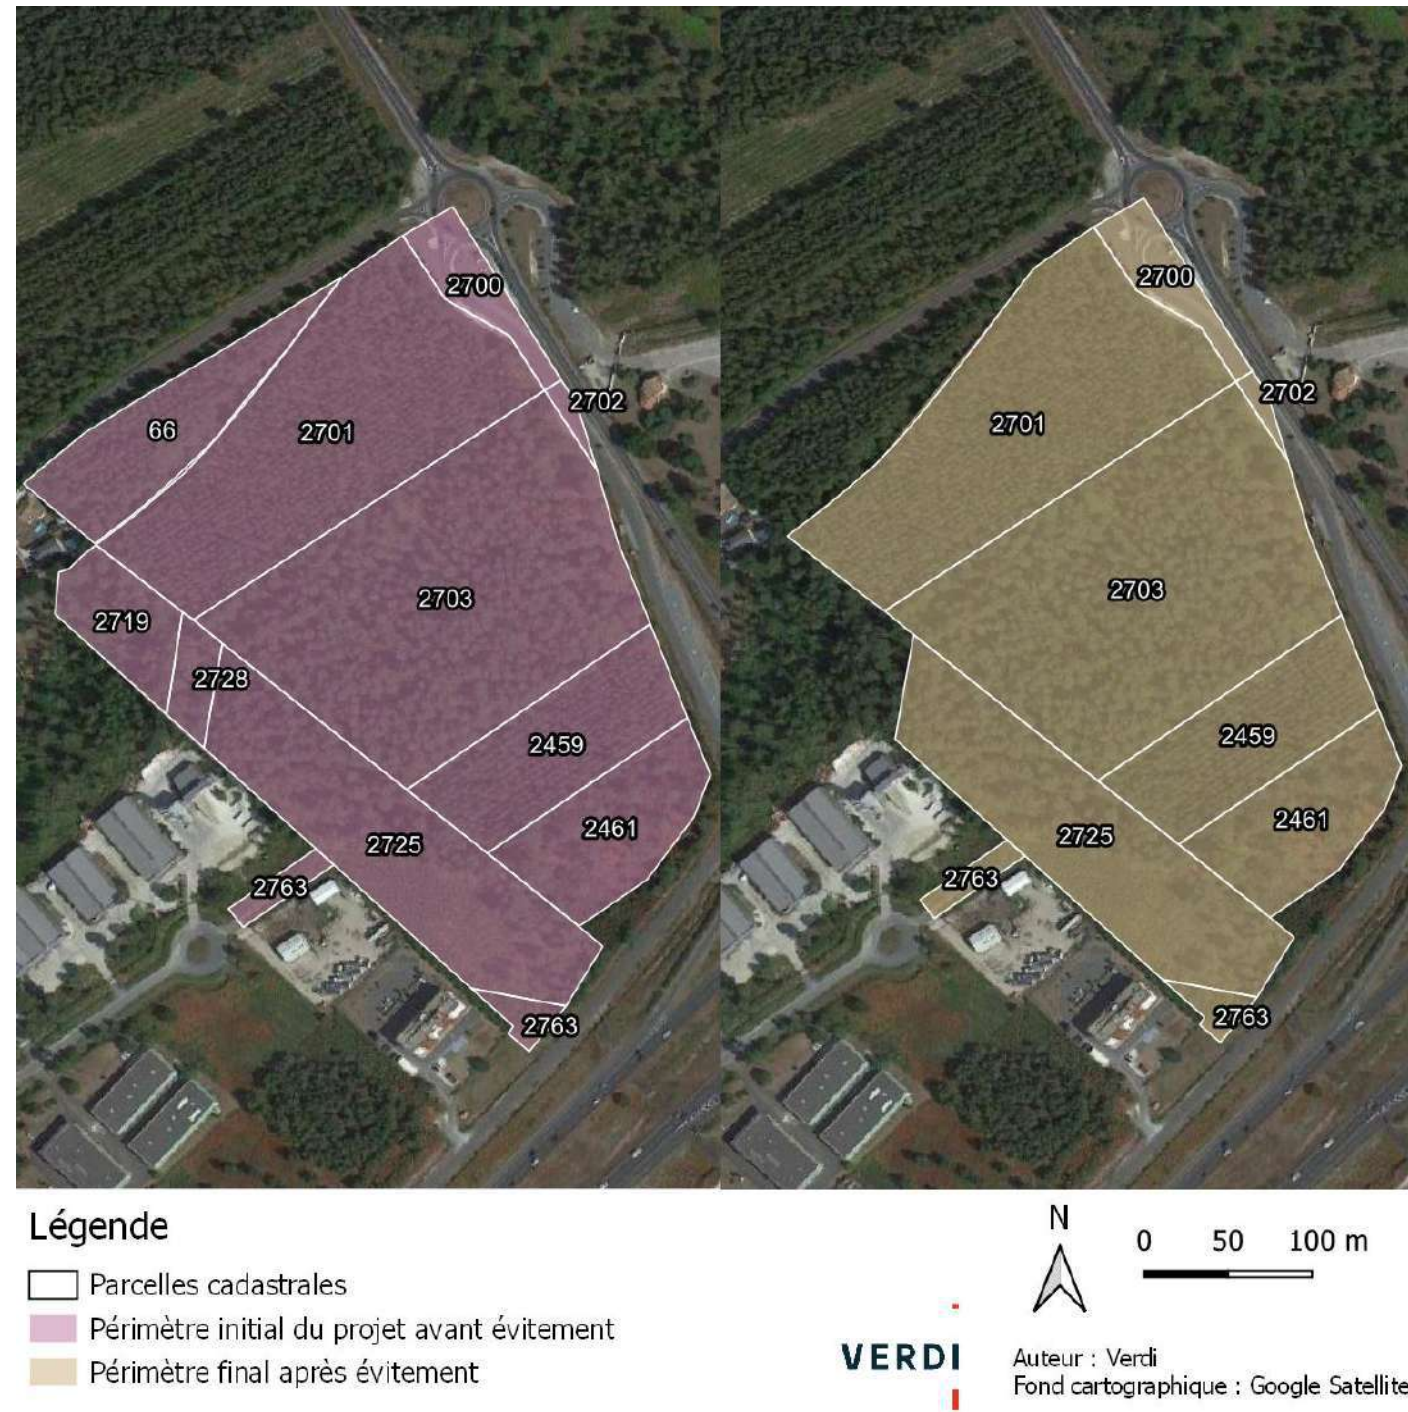 2700
2702
66
2701
2703
2719
2728
2459
2461
2725
2763
2763
2700
2702
2701
2703
2459
2461
2725
2763
2763
Légende
Parcelles cadastrales
Périmètre initial du projet avant évitement
Périmètre final après évitement
VERDI
N
0 50 100 m
Auteur : Verdi
Fond cartographique : Google Satellite